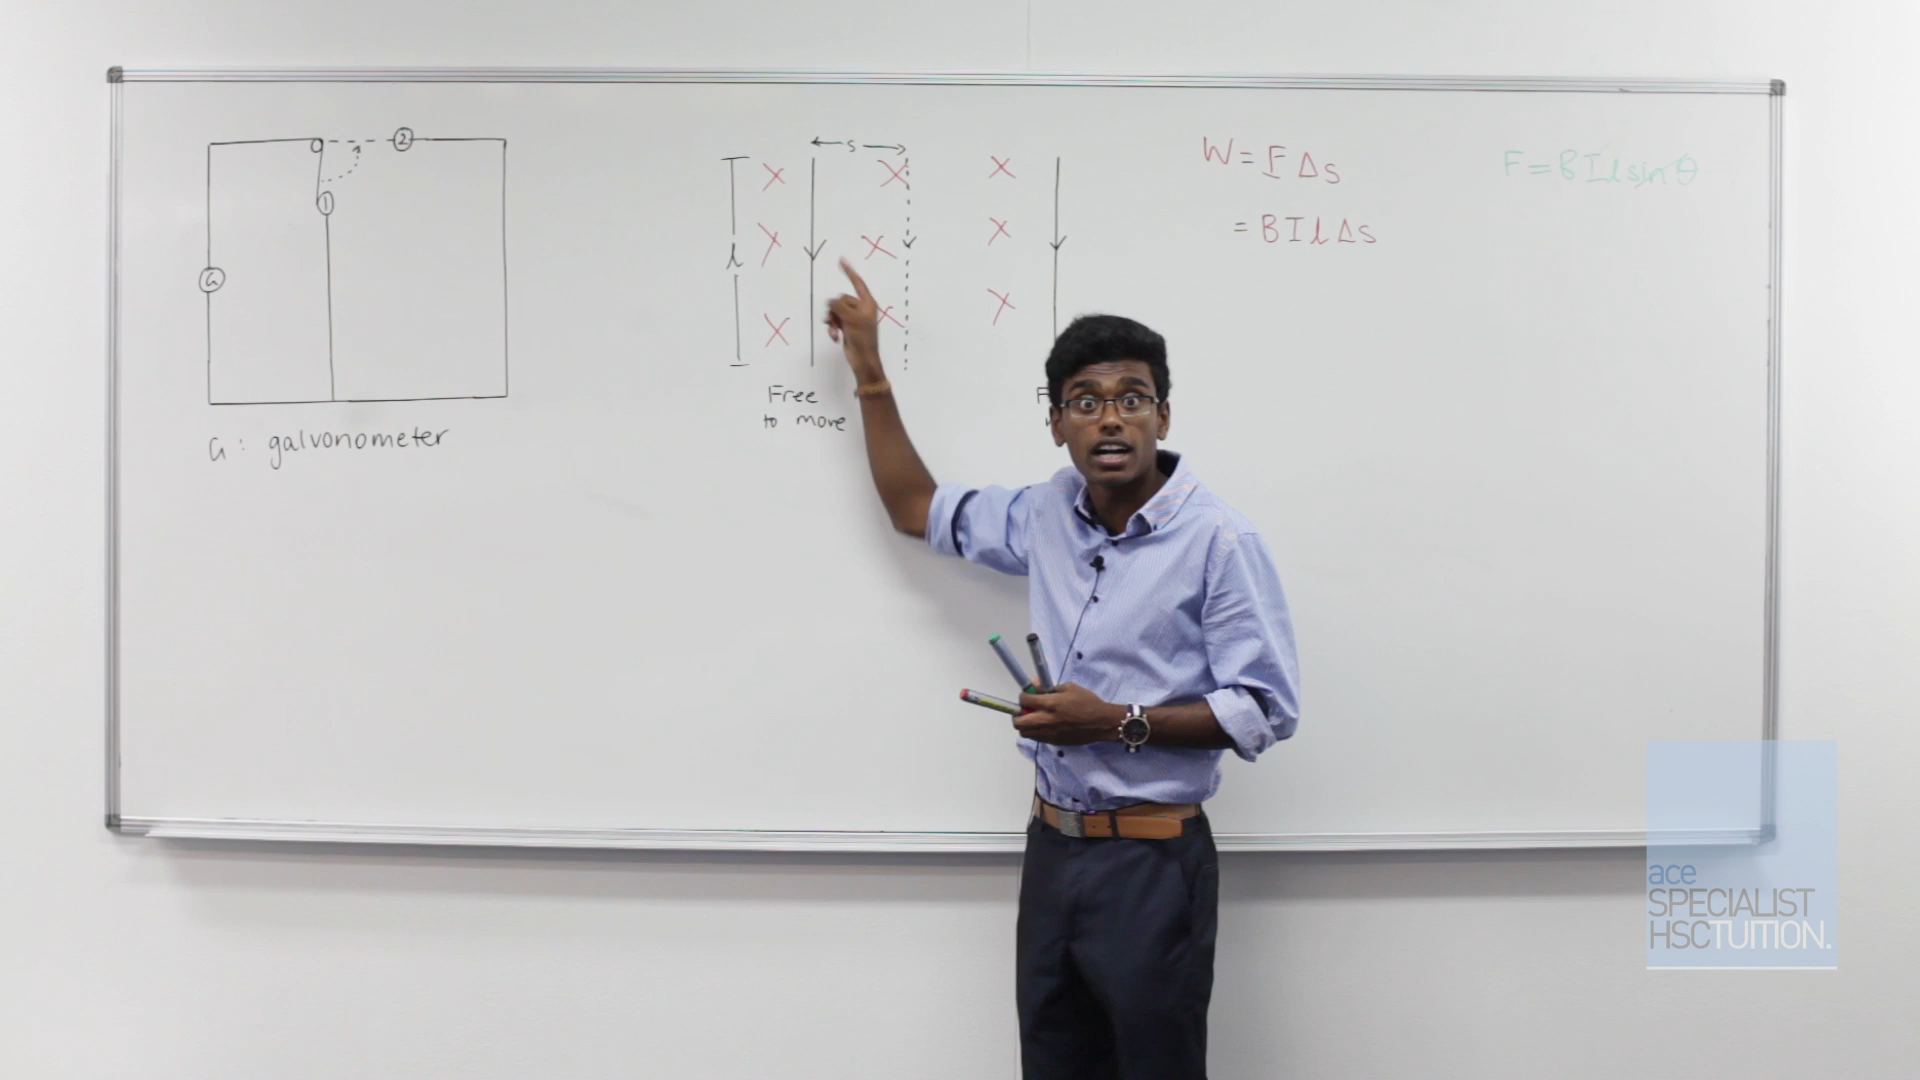 2
1
G
G: galvonometer
s
l
Free
to move
F
W = F Δs
= B I l Δs
F = B I l sin θ
ace
SPECIALIST
HSCTUITION.